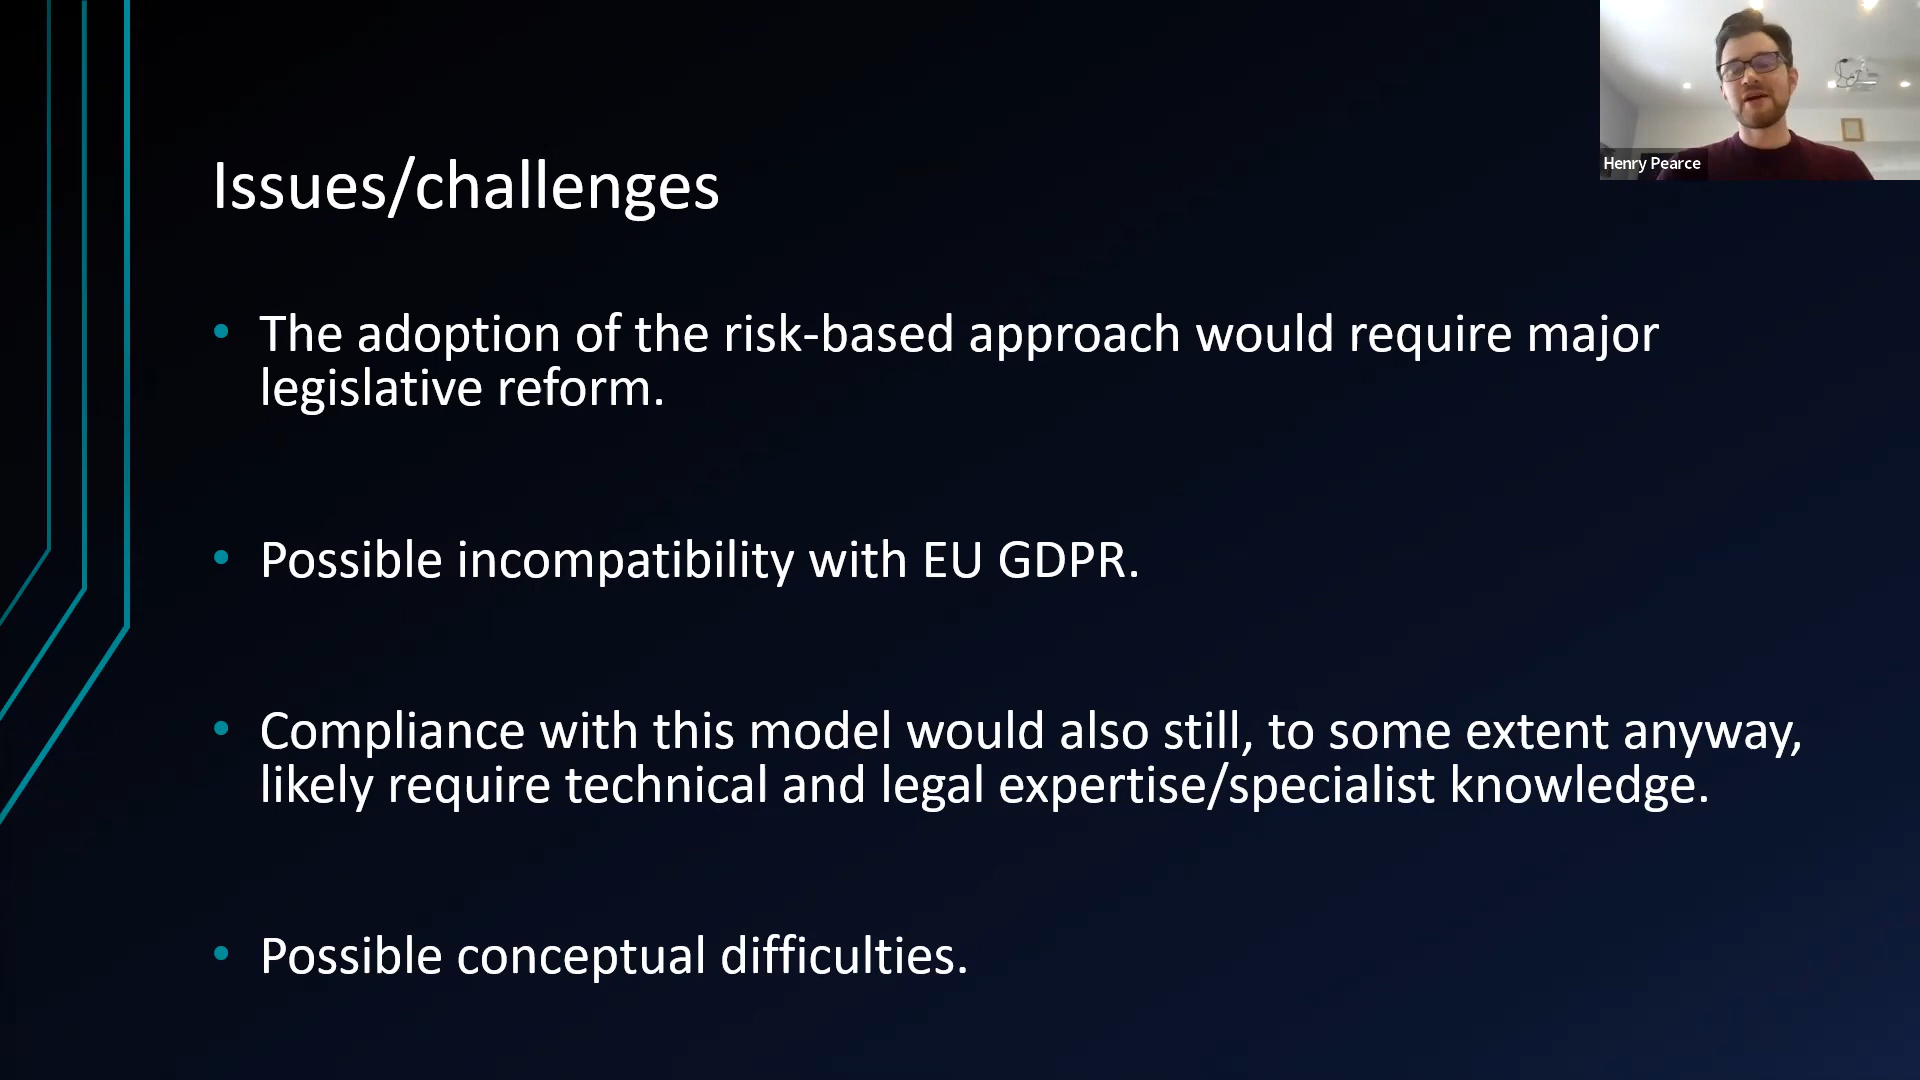 Henry Pearce
Issues/challenges
• The adoption of the risk-based approach would require major
legislative reform.
• Possible incompatibility with EU GDPR.
• Compliance with this model would also still, to some extent anyway,
likely require technical and legal expertise/specialist knowledge.
• Possible conceptual difficulties.